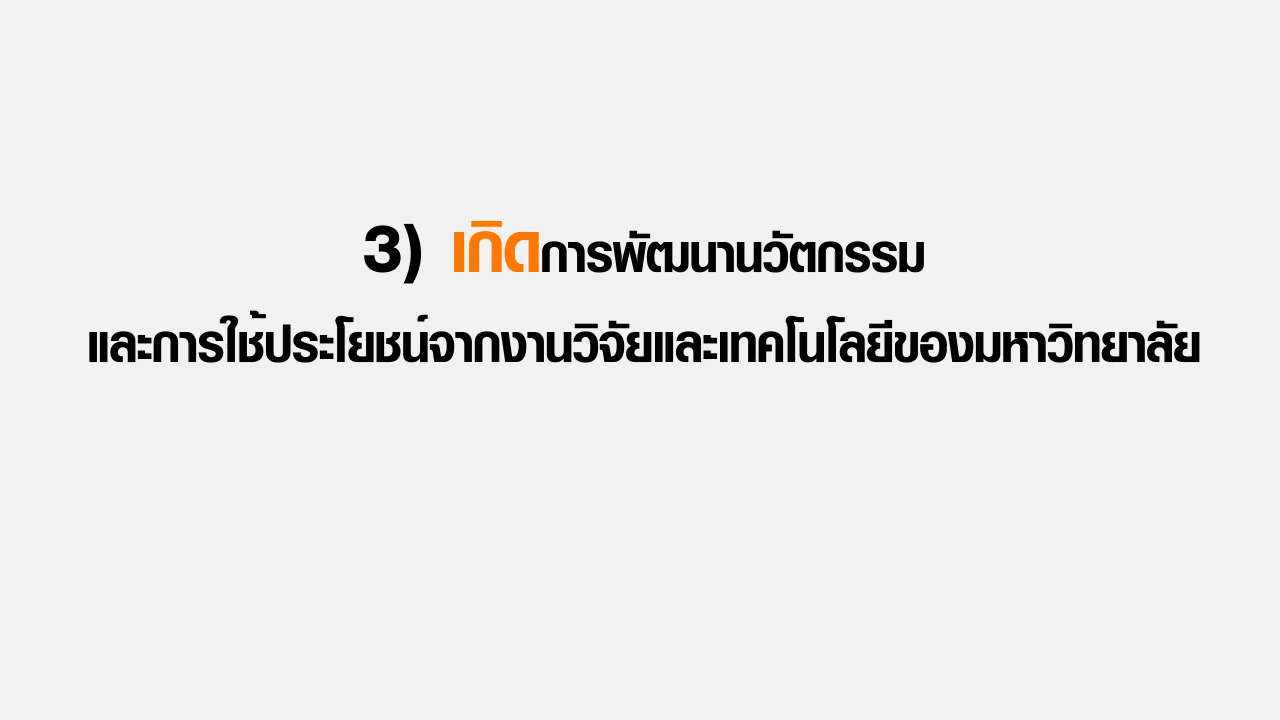 3) เกิดการพัฒนานวัตกรรม
และการใช้ประโยชน์จากงานวิจัยและเทคโนโลยีของมหาวิทยาลัย